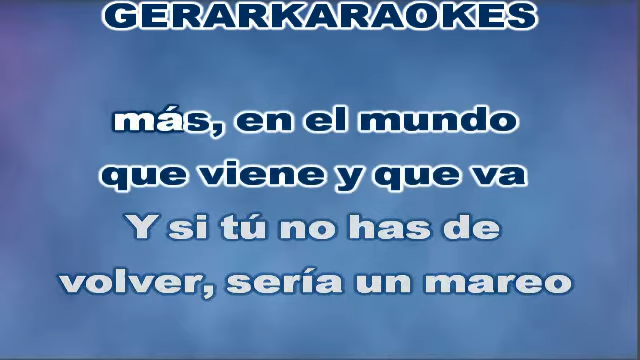 GERARKARAOKES
más, en el mundo
que viene y que va
Y si tú no has de
volver, sería un mareo